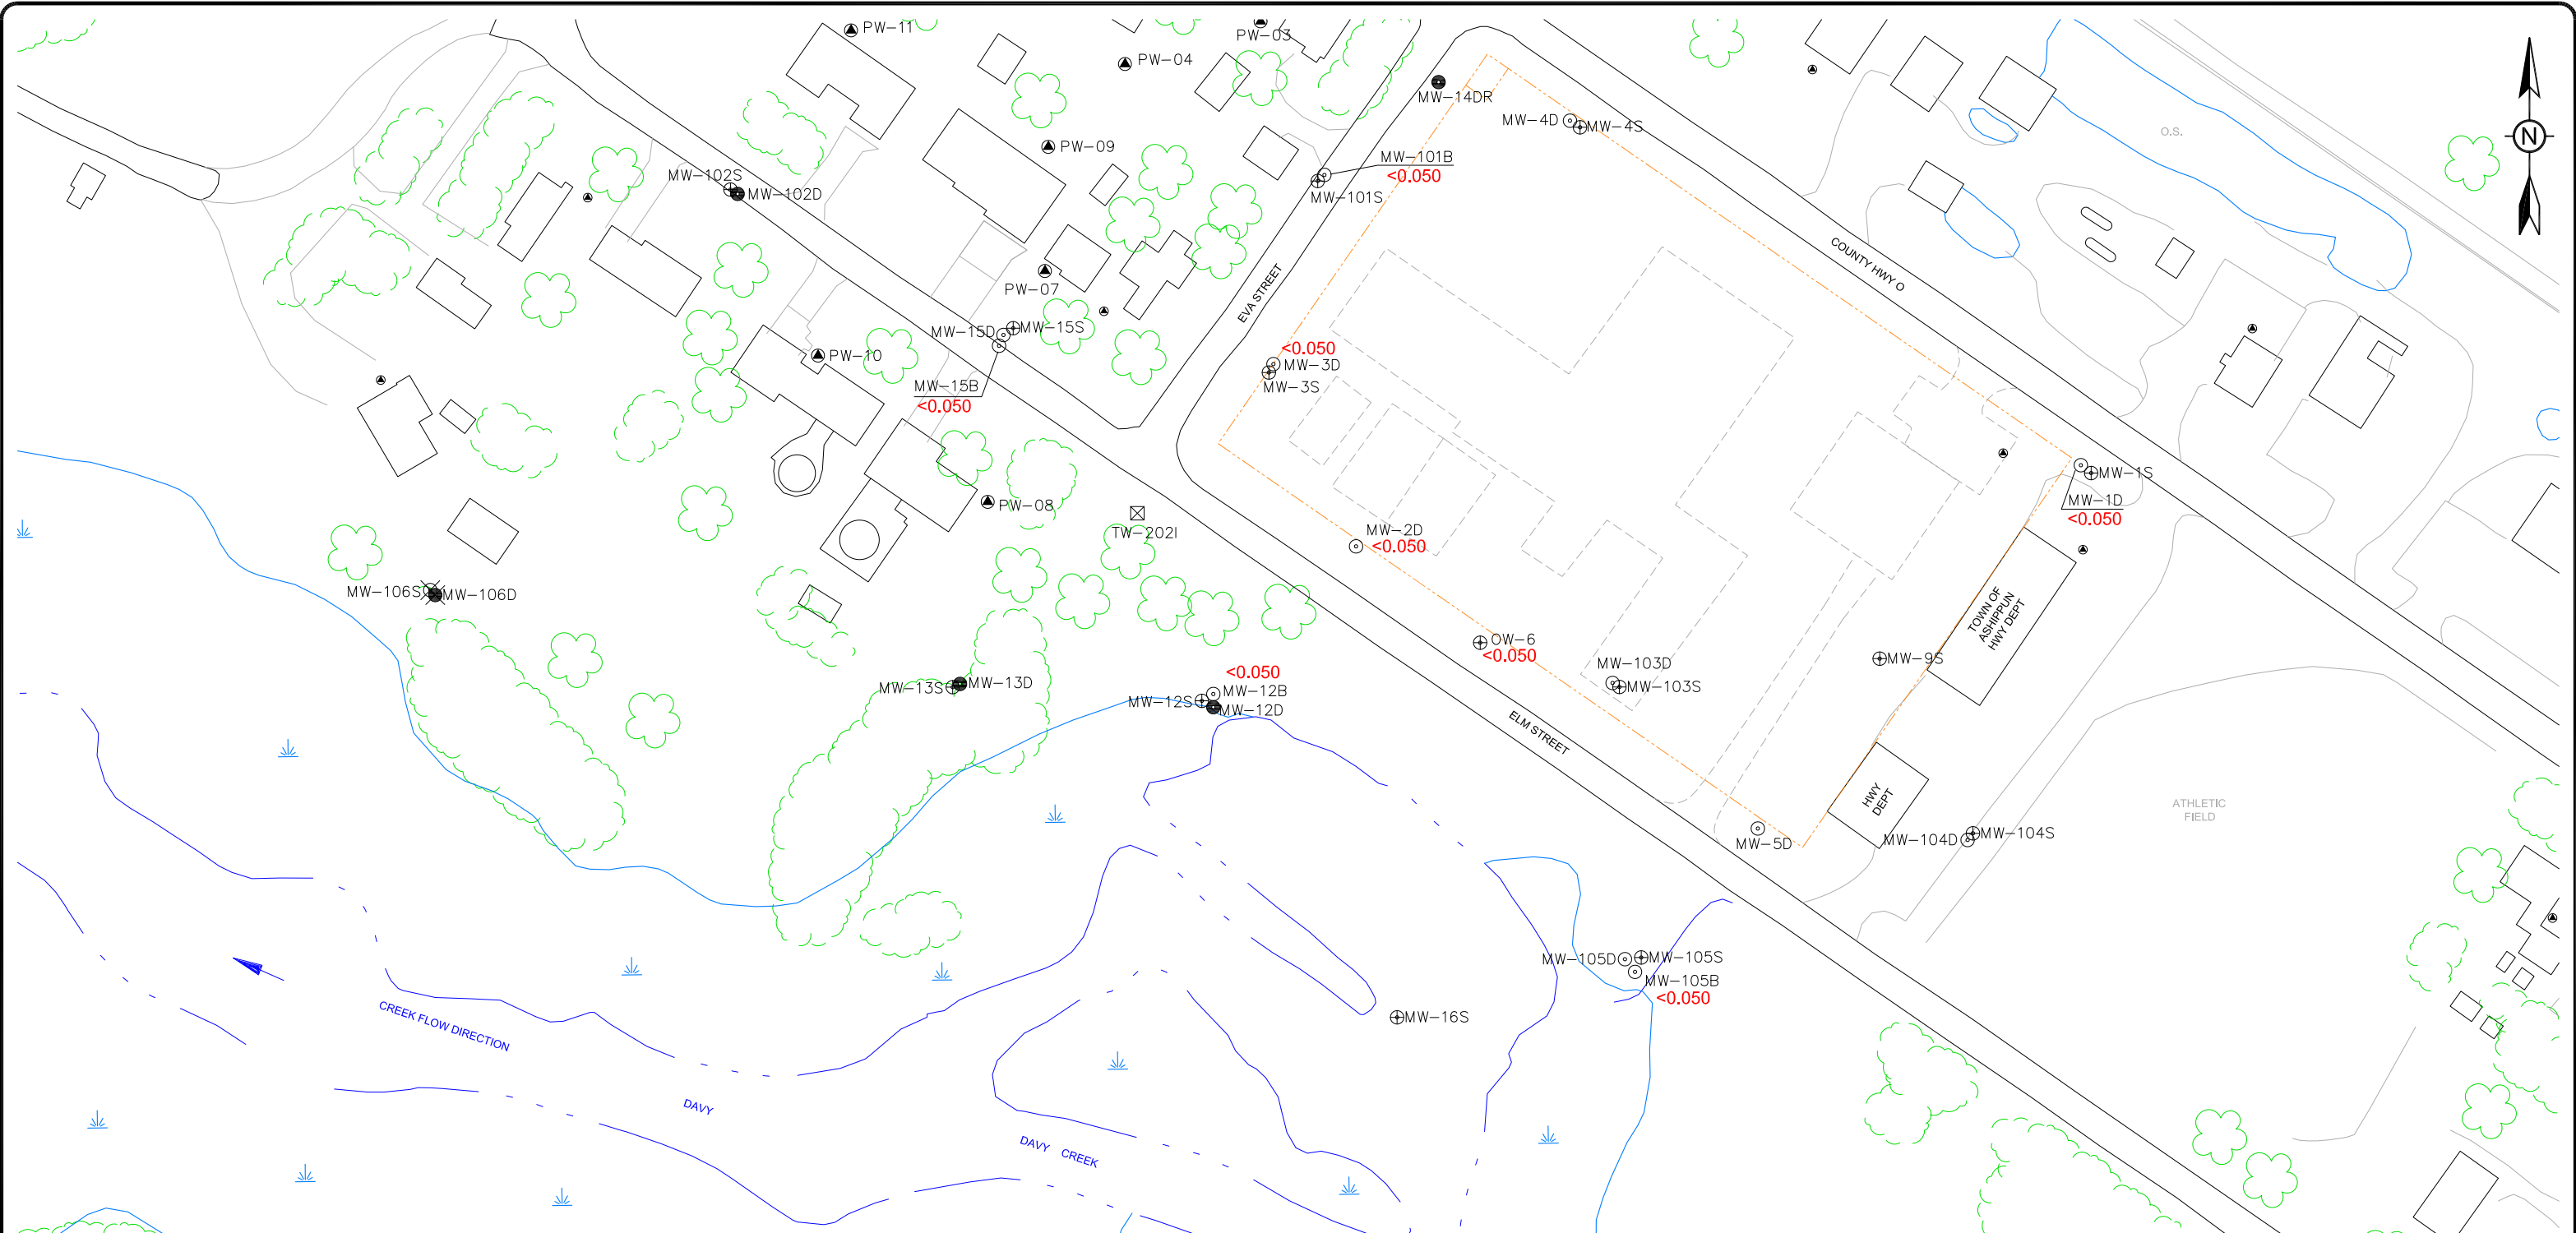 PW-11
PW-04
PW-03
MW-14DR
MW-4D
MW-4S
N
O.S.
PW-09
MW-101B
<0.050
MW-101S
MW-102S
MW-102D
COUNTY HWY O
EVA STREET
PW-07
MW-15D
MW-15S
PW-10
<0.050
MW-3D
MW-3S
MW-15B
<0.050
MW-1S
MW-1D
<0.050
PW-08
TW-202I
MW-2D
<0.050
MW-106S
MW-106D
TOWN OF
ASHIPPUN
HWY DEPT
OW-6
<0.050
MW-9S
MW-103D
MW-103S
<0.050
MW-13S
MW-13D
MW-12B
MW-12S
MW-12D
ELM STREET
HWY
DEPT
ATHLETIC
FIELD
MW-5D
MW-104D
MW-104S
MW-105D
MW-105S
MW-105B
<0.050
MW-16S
CREEK FLOW DIRECTION
DAVY
DAVY CREEK